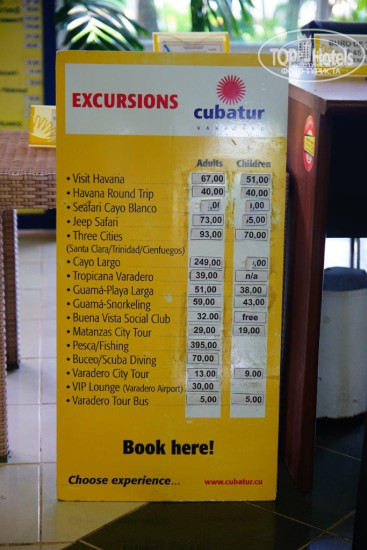 EXCURSIONS
cubatur
VARADERO
Adults Children
• Visit Havana 67,00 51,00
• Havana Round Trip 40,00 40,00
• Seafari Cayo Blanco
• Jeep Safari 73,00
• Three Cities 93,00 70,00
(Santa Clara/Trinidad/Cienfuegos)
• Cayo Largo 249,00
• Tropicana Varadero 39,00 n/a
• Guamá-Playa Larga 51,00 38,00
• Guamá-Snorkeling 59,00 43,00
• Buena Vista Social Club 32.00 free
• Matanzas City Tour 29,00 19,00
• Pesca/Fishing 395,00
• Buceo/Scuba Diving 70,00
• Varadero City Tour 13.00 9.00
• VIP Lounge (Varadero Airport) 30,00
• Varadero Tour Bus 5,00 5,00
Book here!
Choose experience... www.cubatur.cu
TOP Hotels